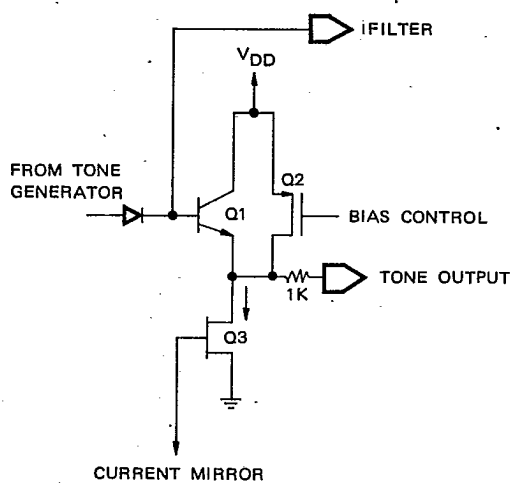 iFILTER
VDD
FROM TONE
GENERATOR
Q2
Q1
BIAS CONTROL
TONE OUTPUT
1K
Q3
CURRENT MIRROR